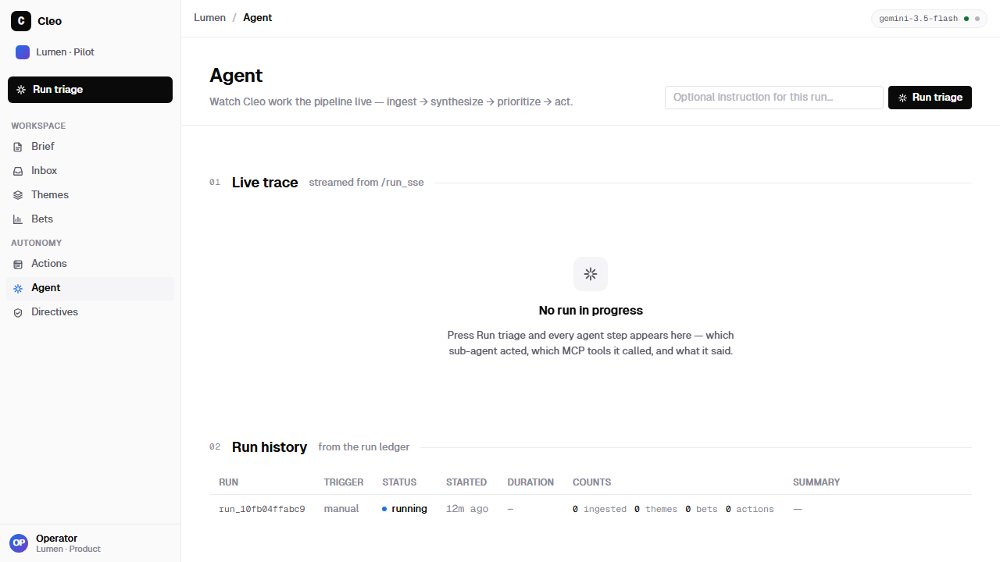 C Cleo
Lumen · Pilot
Run triage
WORKSPACE
Brief
Inbox
Themes
Bets
AUTONOMY
Actions
Agent
Directives
OP Operator
Lumen · Product
Lumen / Agent
gemini-3.5-flash
Agent
Watch Cleo work the pipeline live — ingest → synthesize → prioritize → act.
Optional instruction for this run…
Run triage
01 Live trace streamed from /run_sse
No run in progress
Press Run triage and every agent step appears here — which
sub-agent acted, which MCP tools it called, and what it said.
02 Run history from the run ledger
RUN TRIGGER STATUS STARTED DURATION COUNTS SUMMARY
run_10fb04ffabc9 manual running 12m ago — 0 ingested 0 themes 0 bets 0 actions —